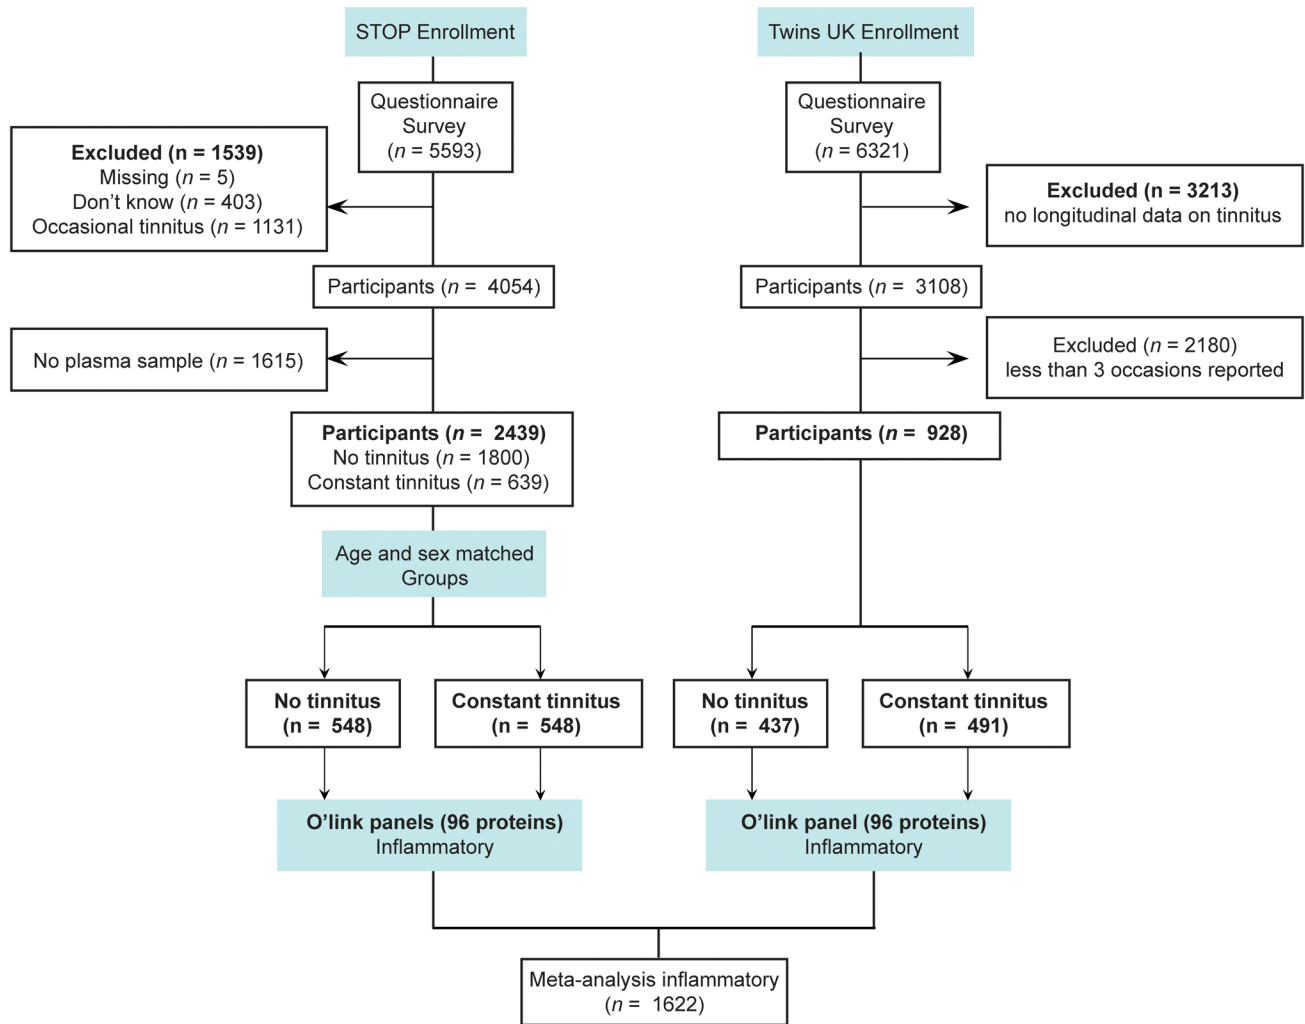 STOP Enrollment
Questionnaire
Survey
(n = 5593)
Excluded (n = 1539)
Missing (n = 5)
Don’t know (n = 403)
Occasional tinnitus (n = 1131)
Participants (n = 4054)
No plasma sample (n = 1615)
Participants (n = 2439)
No tinnitus (n = 1800)
Constant tinnitus (n = 639)
Age and sex matched
Groups
No tinnitus
(n = 548)
Constant tinnitus
(n = 548)
O’link panels (96 proteins)
Inflammatory
Twins UK Enrollment
Questionnaire
Survey
(n = 6321)
Excluded (n = 3213)
no longitudinal data on tinnitus
Participants (n = 3108)
Excluded (n = 2180)
less than 3 occasions reported
Participants (n = 928)
No tinnitus
(n = 437)
Constant tinnitus
(n = 491)
O’link panel (96 proteins)
Inflammatory
Meta-analysis inflammatory
(n = 1622)